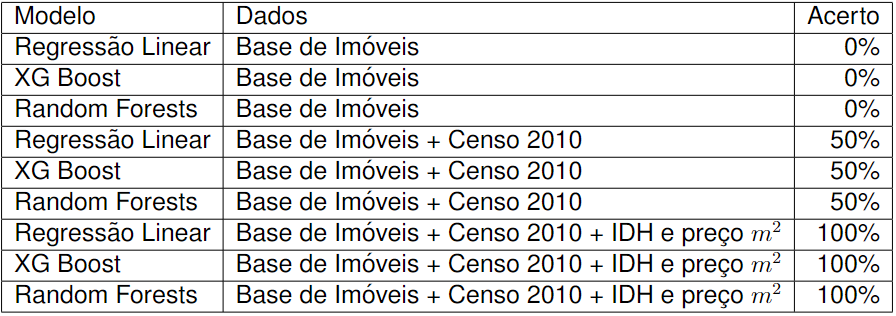 Modelo Dados Acerto
Regressão Linear Base de Imóveis 0%
XG Boost Base de Imóveis 0%
Random Forests Base de Imóveis 0%
Regressão Linear Base de Imóveis + Censo 2010 50%
XG Boost Base de Imóveis + Censo 2010 50%
Random Forests Base de Imóveis + Censo 2010 50%
Regressão Linear Base de Imóveis + Censo 2010 + IDH e preço m² 100%
XG Boost Base de Imóveis + Censo 2010 + IDH e preço m² 100%
Random Forests Base de Imóveis + Censo 2010 + IDH e preço m² 100%